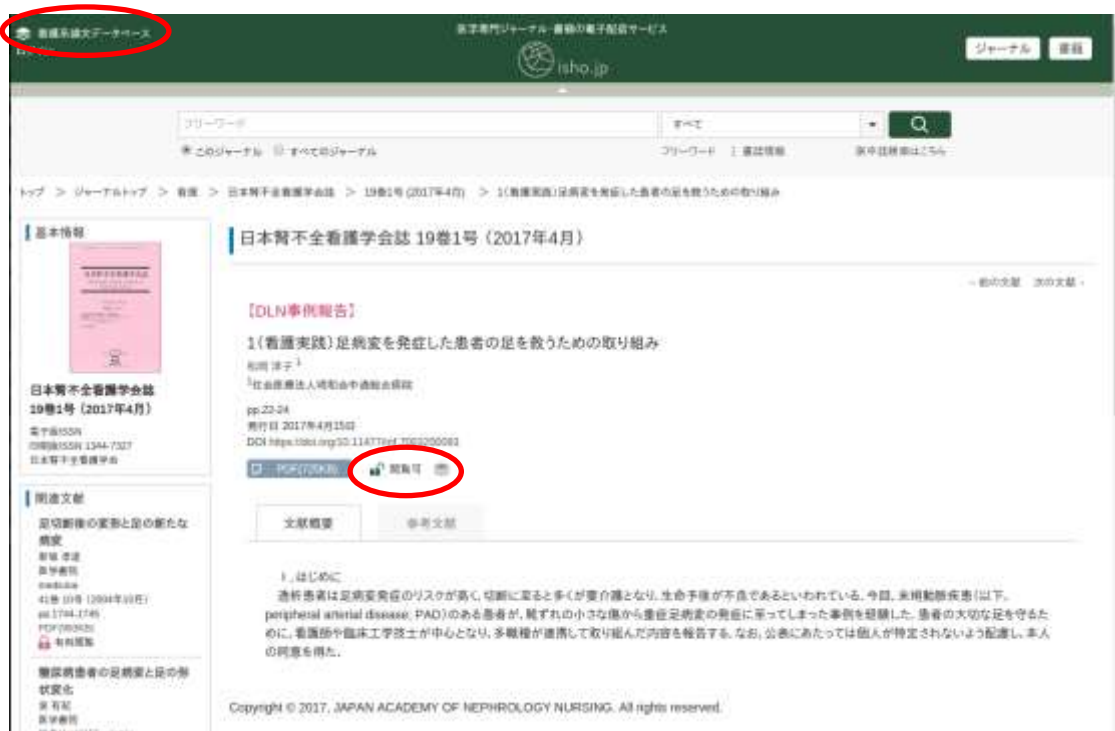 看護系論文データベース
医学専門ジャーナル・書籍の電子配信サービス
isho.jp
ジャーナル 書籍
フリーワード すべて
このジャーナル すべてのジャーナル フリーワード | 書誌情報 医中誌検索はこちら
トップ > ジャーナルトップ > 看護 > 日本腎不全看護学会誌 > 19巻1号 (2017年4月) > 1(看護実践)足病変を発症した患者の足を救うための取り組み
基本情報
日本腎不全看護学会誌
19巻1号(2017年4月)
電子版ISSN
印刷版ISSN 1344-7327
日本腎不全看護学会
関連文献
足切断後の変形と足の新たな
病変
医学書院
medicina
41巻 10号 (2004年10月)
pp.1744-1745
有料閲覧
糖尿病患者の足病変と足の形
状変化
医学書院
日本腎不全看護学会誌 19巻1号(2017年4月)
前の文献 次の文献
【DLN事例報告】
1(看護実践)足病変を発症した患者の足を救うための取り組み
pp.22-24
発行日 2017年4月15日
PDF(720KB) 閲覧可
文献概要 参考文献
1.はじめに
透析患者は足病変発症のリスクが高く,切断に至ると多くが要介護となり,生命予後が不良であるといわれている.今回,末梢動脈疾患(以下,
peripheral arterial disease; PAD)のある患者が,靴ずれの小さな傷から重症足病変の発症に至ってしまった事例を経験した.患者の大切な足を守るた
めに,看護師や臨床工学技士が中心となり,多職種が連携して取り組んだ内容を報告する.なお,公表にあたっては個人が特定されないよう配慮し,本人
の同意を得た.
Copyright © 2017, JAPAN ACADEMY OF NEPHROLOGY NURSING. All rights reserved.